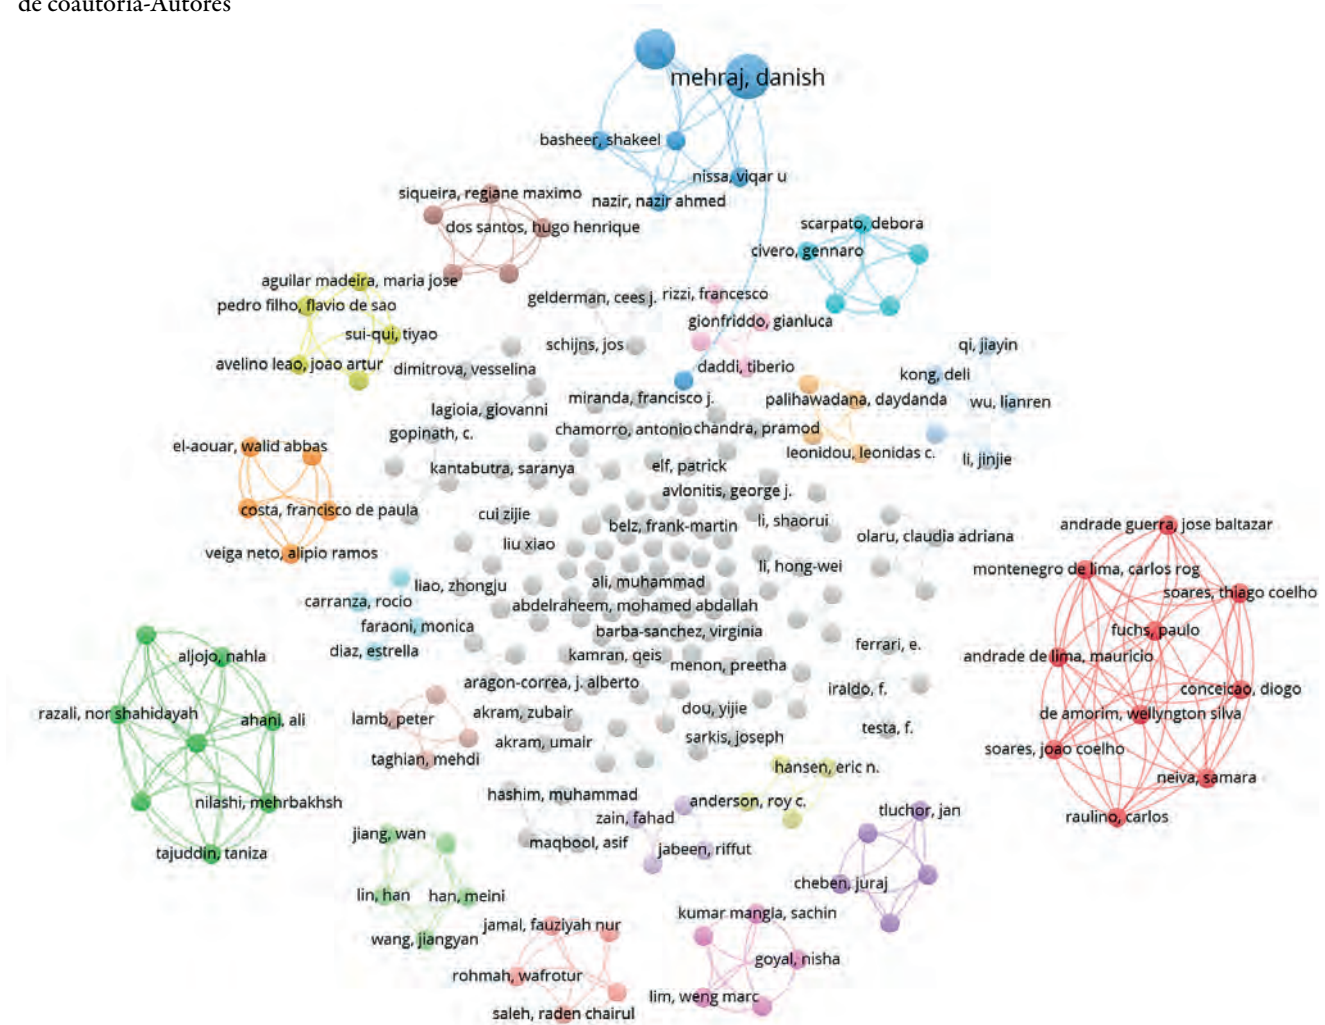 de coautoría-Autores
mehraj, danish
basheer, shakeel
nissa, viqar u
siqueira, regiane maximo
nazir, nazir ahmed
dos santos, hugo henrique
scarpato, debora
civero, gennaro
aguilar madeira, maria jose
gelderman, cees j.
rizzi, francesco
pedro filho, flavio de sao
gionfriddo, gianluca
sui-qui, tiyao
schijns, jos
qi, jiayin
avelino leao, joao artur
dimitrova, vesselina
daddi, tiberio
kong, deli
miranda, francisco j.
palihawadana, daydanda
wu, lianren
lagioia, giovanni
gopinath, c.
chamorro, antonio
chandra, pramod
el-aouar, walid abbas
leonidou, leonidas c.
li, jinjie
kantabutra, saranya
elf, patrick
avlonitis, george j.
costa, francisco de paula
cui zijie
belz, frank-martin
li, shaorui
andrade guerra, jose baltazar
olaru, claudia adriana
liu xiao
veiga neto, alipio ramos
li, hong-wei
montenegro de lima, carlos rog
liao, zhongju
ali, muhammad
soares, thiago coelho
carranza, rocio
abdelraheem, mohamed abdallah
faraoni, monica
barba-sanchez, virginia
fuchs, paulo
ferrari, e.
diaz, estrella
aljojo, nahla
kamran, qeis
menon, preetha
andrade de lima, mauricio
aragon-correa, j. alberto
iraldo, f.
conceicao, diogo
razali, nor shahidayah
ahani, ali
lamb, peter
akram, zubair
dou, yijie
de amorim, wellyngton silva
testa, f.
akram, umair
sarkis, joseph
soares, joao coelho
taghian, mehdi
hansen, eric n.
neiva, samara
hashim, muhammad
nilashi, mehrbakhsh
anderson, roy c.
tluchor, jan
raulino, carlos
zain, fahad
jiang, wan
maqbool, asif
jabeen, riffut
tajuddin, taniza
cheben, juraj
lin, han
han, meini
kumar mangla, sachin
jamal, fauziyah nur
wang, jiangyan
goyal, nisha
rohmah, wafrotur
lim, weng marc
saleh, raden chairul